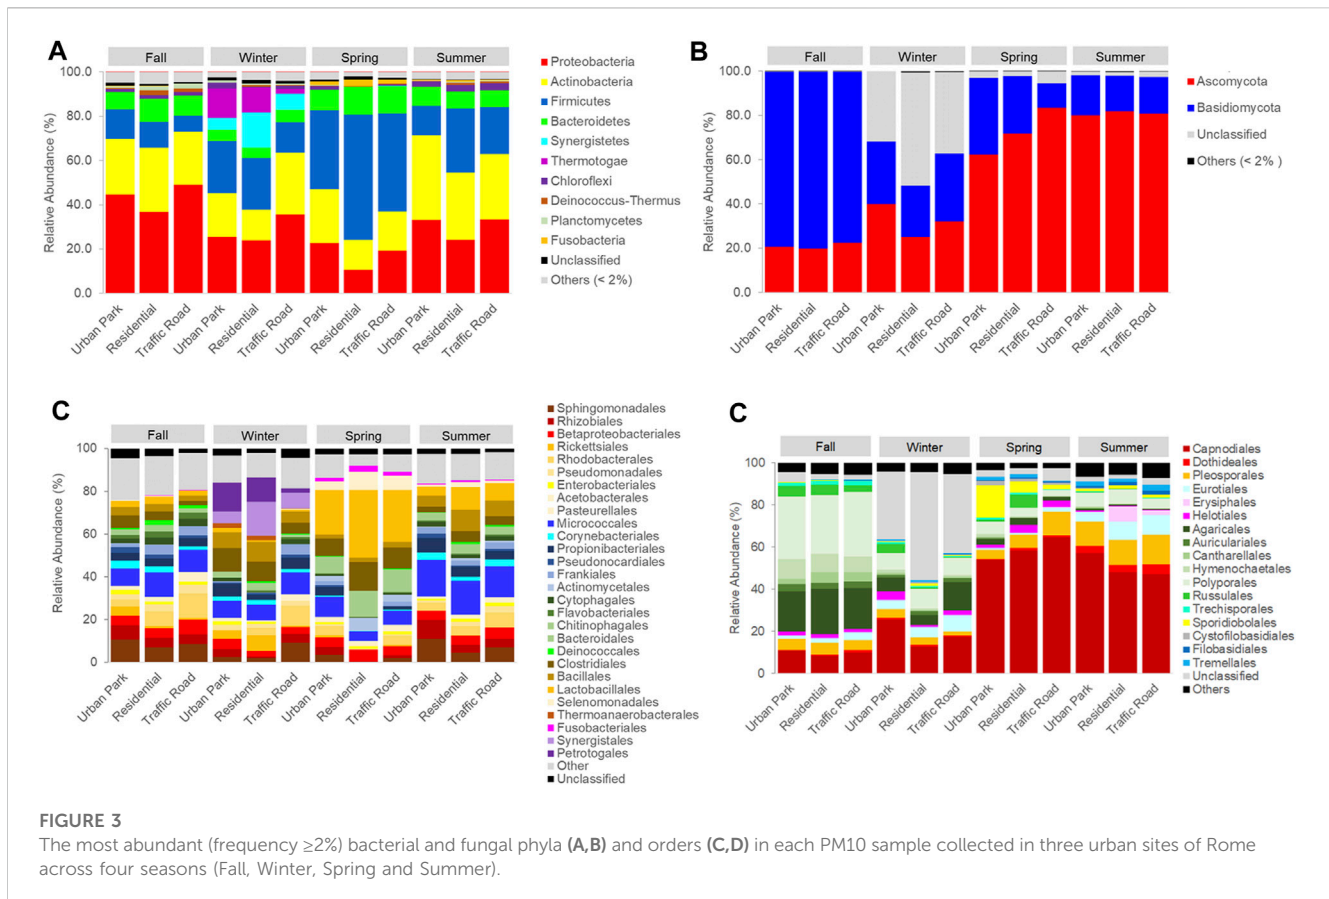 A
Fall Winter Spring Summer
100.0
80.0
60.0
40.0
20.0
0.0
Relative Abundance (%)
Urban Park
Residential
Traffic Road
Urban Park
Residential
Traffic Road
Urban Park
Residential
Traffic Road
Urban Park
Residential
Traffic Road
Proteobacteria
Actinobacteria
Firmicutes
Bacteroidetes
Synergistetes
Thermotogae
Chloroflexi
Deinococcus-Thermus
Planctomycetes
Fusobacteria
Unclassified
Others (< 2%)
B
Fall Winter Spring Summer
100.0
80.0
60.0
40.0
20.0
0.0
Relative Abundance (%)
Urban Park
Residential
Traffic Road
Urban Park
Residential
Traffic Road
Urban Park
Residential
Traffic Road
Urban Park
Residential
Traffic Road
Ascomycota
Basidiomycota
Unclassified
Others (< 2% )
C
Fall Winter Spring Summer
100
80
60
40
20
0
Relative Abundance (%)
Urban Park
Residential
Traffic Road
Urban Park
Residential
Traffic Road
Urban Park
Residential
Traffic Road
Urban Park
Residential
Traffic Road
Sphingomonadales
Rhizobiales
Betaproteobacteriales
Rickettsiales
Rhodobacterales
Pseudomonadales
Enterobacteriales
Acetobacterales
Pasteurellales
Micrococcales
Corynebacteriales
Propionibacteriales
Pseudonocardiales
Frankiales
Actinomycetales
Cytophagales
Flavobacteriales
Chitinophagales
Bacteroidales
Deinococcales
Clostridiales
Bacillales
Lactobacillales
Selenomonadales
Thermoanaerobacterales
Fusobacteriales
Synergistales
Petrotogales
Other
Unclassified
C
Fall Winter Spring Summer
100
80
60
40
20
0
Relative Abundance (%)
Urban Park
Residential
Traffic Road
Urban Park
Residential
Traffic Road
Urban Park
Residential
Traffic Road
Urban Park
Residential
Traffic Road
Capnodiales
Dothideales
Pleosporales
Eurotiales
Erysiphales
Helotiales
Agaricales
Auriculariales
Cantharellales
Hymenochaetales
Polyporales
Russulales
Trechisporales
Sporidiobolales
Cystofilobasidiales
Filobasidiales
Tremellales
Unclassified
Others
FIGURE 3
The most abundant (frequency ≥2%) bacterial and fungal phyla (A,B) and orders (C,D) in each PM10 sample collected in three urban sites of Rome
across four seasons (Fall, Winter, Spring and Summer).